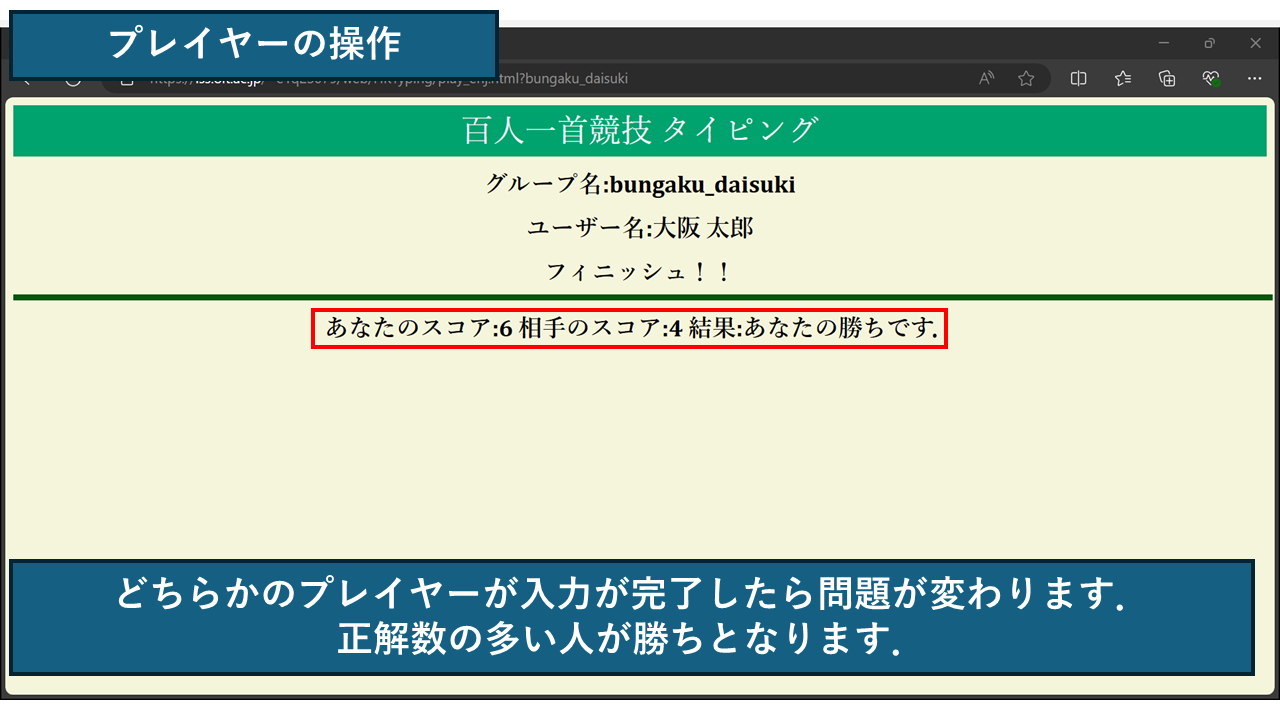 プレイヤーの操作
html?bungaku_daisuki
百人一首競技 タイピング
グループ名:bungaku_daisuki
ユーザー名:大阪 太郎
フィニッシュ！！
あなたのスコア:6 相手のスコア:4 結果:あなたの勝ちです.
どちらかのプレイヤーが入力が完了したら問題が変わります.
正解数の多い人が勝ちとなります.